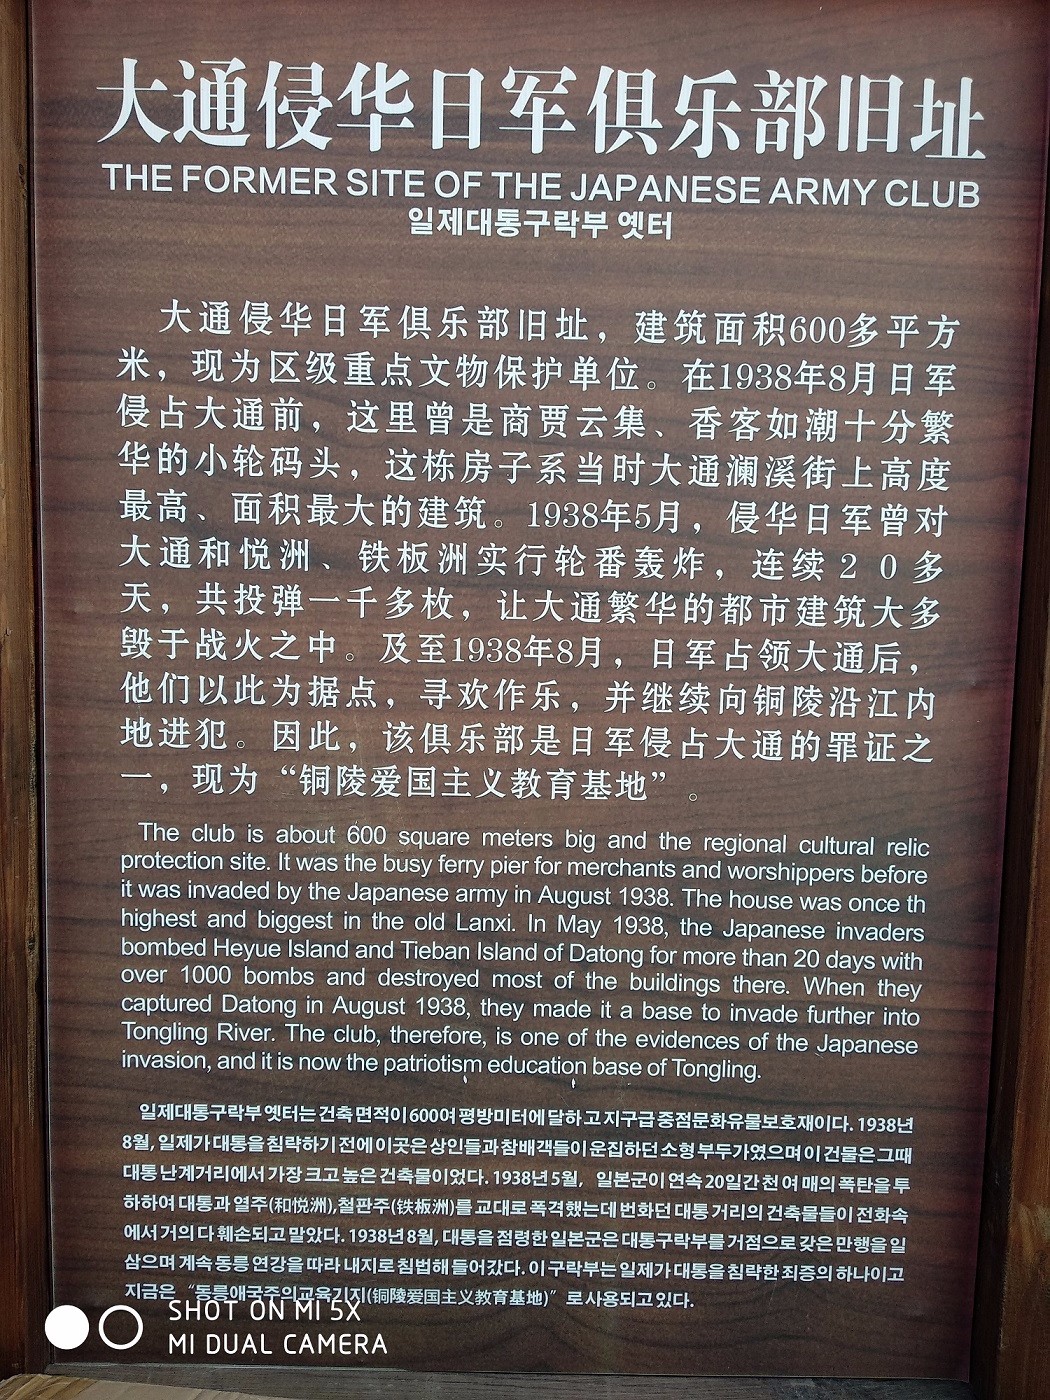 大通侵华日军俱乐部旧址
THE FORMER SITE OF THE JAPANESE ARMY CLUB
일제대통구락부 옛터
大通侵华日军俱乐部旧址，建筑面积600多平方
米，现为区级重点文物保护单位。在1938年8月日军
侵占大通前，这里曾是商贾云集、香客如潮十分繁
华的小轮码头，这栋房子系当时大通澜溪街上高度
最高、面积最大的建筑。1938年5月，侵华日军曾对
大通和悦洲、铁板洲实行轮番轰炸，连续20多
天，共投弹一千多枚，让大通繁华的都市建筑大多
毁于战火之中。及至1938年8月，日军占领大通后，
他们以此为据点，寻欢作乐，并继续向铜陵沿江内
地进犯。因此，该俱乐部是日军侵占大通的罪证之
一，现为“铜陵爱国主义教育基地”。
The club is about 600 square meters big and the regional cultural relic
protection site. It was the busy ferry pier for merchants and worshippers before
it was invaded by the Japanese army in August 1938. The house was once th
highest and biggest in the old Lanxi. In May 1938, the Japanese invaders
bombed Heyue Island and Tieban Island of Datong for more than 20 days with
over 1000 bombs and destroyed most of the buildings there. When they
captured Datong in August 1938, they made it a base to invade further into
Tongling River. The club, therefore, is one of the evidences of the Japanese
invasion, and it is now the patriotism education base of Tongling.
일제대통구락부 옛터는 건축 면적이 600여 평방미터에 달하고 지구급 중점문화유물보호재이다. 1938년
8월, 일제가 대통을 침략하기 전에 이곳은 상인들과 참배객들이 운집하던 소형 부두가였으며 이 건물은 그때
대통 난계거리에서 가장 크고 높은 건축물이었다. 1938년 5월, 일본군이 연속 20일간 천 여 매의 폭탄을 투
하하여 대통과 열주(和悦洲),철판주(铁板洲)를 교대로 폭격했는데 번화던 대통 거리의 건축물들이 전화속
에서 거의 다 훼손되고 말았다. 1938년 8월, 대통을 점령한 일본군은 대통구락부를 거점으로 갖은 만행을 일
삼으며 계속 동릉 연강을 따라 내지로 침범해 들어갔다. 이 구락부는 일제가 대통을 침략한 죄증의 하나이고
지금은 “동릉애국주의교육기지(铜陵爱国主义教育基地)”로 사용되고 있다.
SHOT ON MI 5X
MI DUAL CAMERA